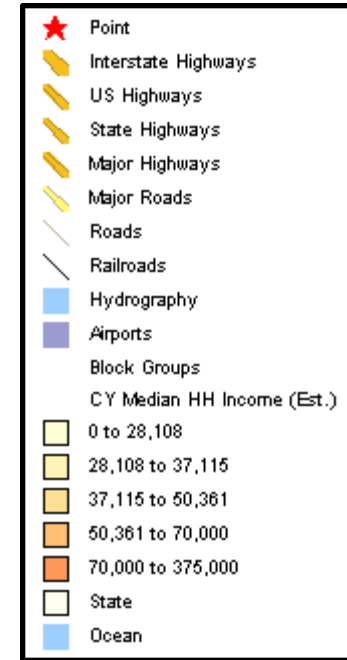 Point
Interstate Highways
US Highways
State Highways
Major Highways
Major Roads
Roads
Railroads
Hydrography
Airports
Block Groups
CY Median HH Income (Est.)
0 to 28,108
28,108 to 37,115
37,115 to 50,361
50,361 to 70,000
70,000 to 375,000
State
Ocean